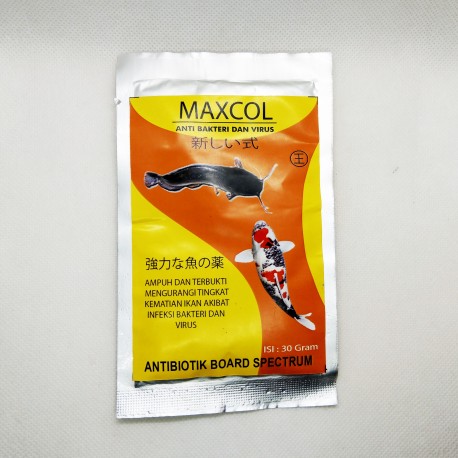 MAXCOL
ANTI BAKTERI DAN VIRUS
新しい式
王
強力な魚の薬
AMPUH DAN TERBUKTI
MENGURANGI TINGKAT
KEMATIAN IKAN AKIBAT
INFEKSI BAKTERI DAN
VIRUS
ISI : 30 Gram
ANTIBIOTIK BOARD SPECTRUM